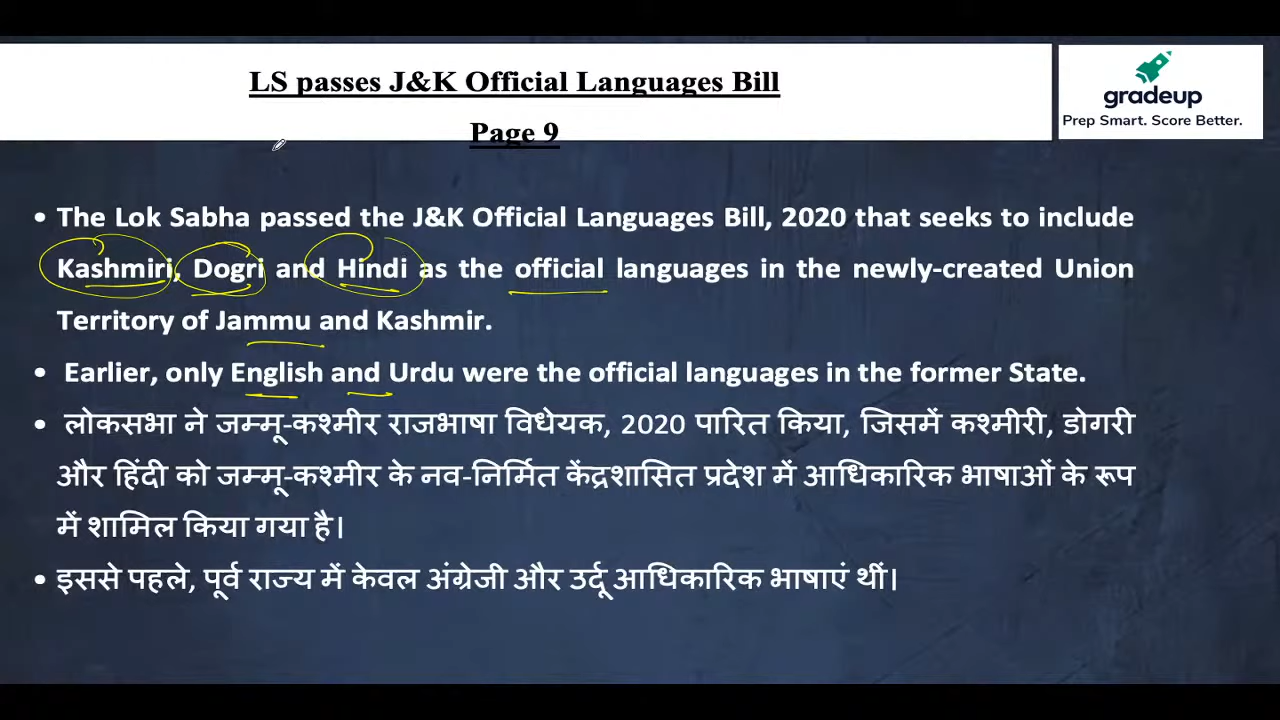 LS passes J&K Official Languages Bill
Page 9
gradeup
Prep Smart. Score Better.
• The Lok Sabha passed the J&K Official Languages Bill, 2020 that seeks to include
Kashmiri, Dogri and Hindi as the official languages in the newly-created Union
Territory of Jammu and Kashmir.
• Earlier, only English and Urdu were the official languages in the former State.
• लोकसभा ने जम्मू-कश्मीर राजभाषा विधेयक, 2020 पारित किया, जिसमें कश्मीरी, डोगरी
और हिंदी को जम्मू-कश्मीर के नव-निर्मित केंद्रशासित प्रदेश में आधिकारिक भाषाओं के रूप
में शामिल किया गया है।
• इससे पहले, पूर्व राज्य में केवल अंग्रेजी और उर्दू आधिकारिक भाषाएं थीं।